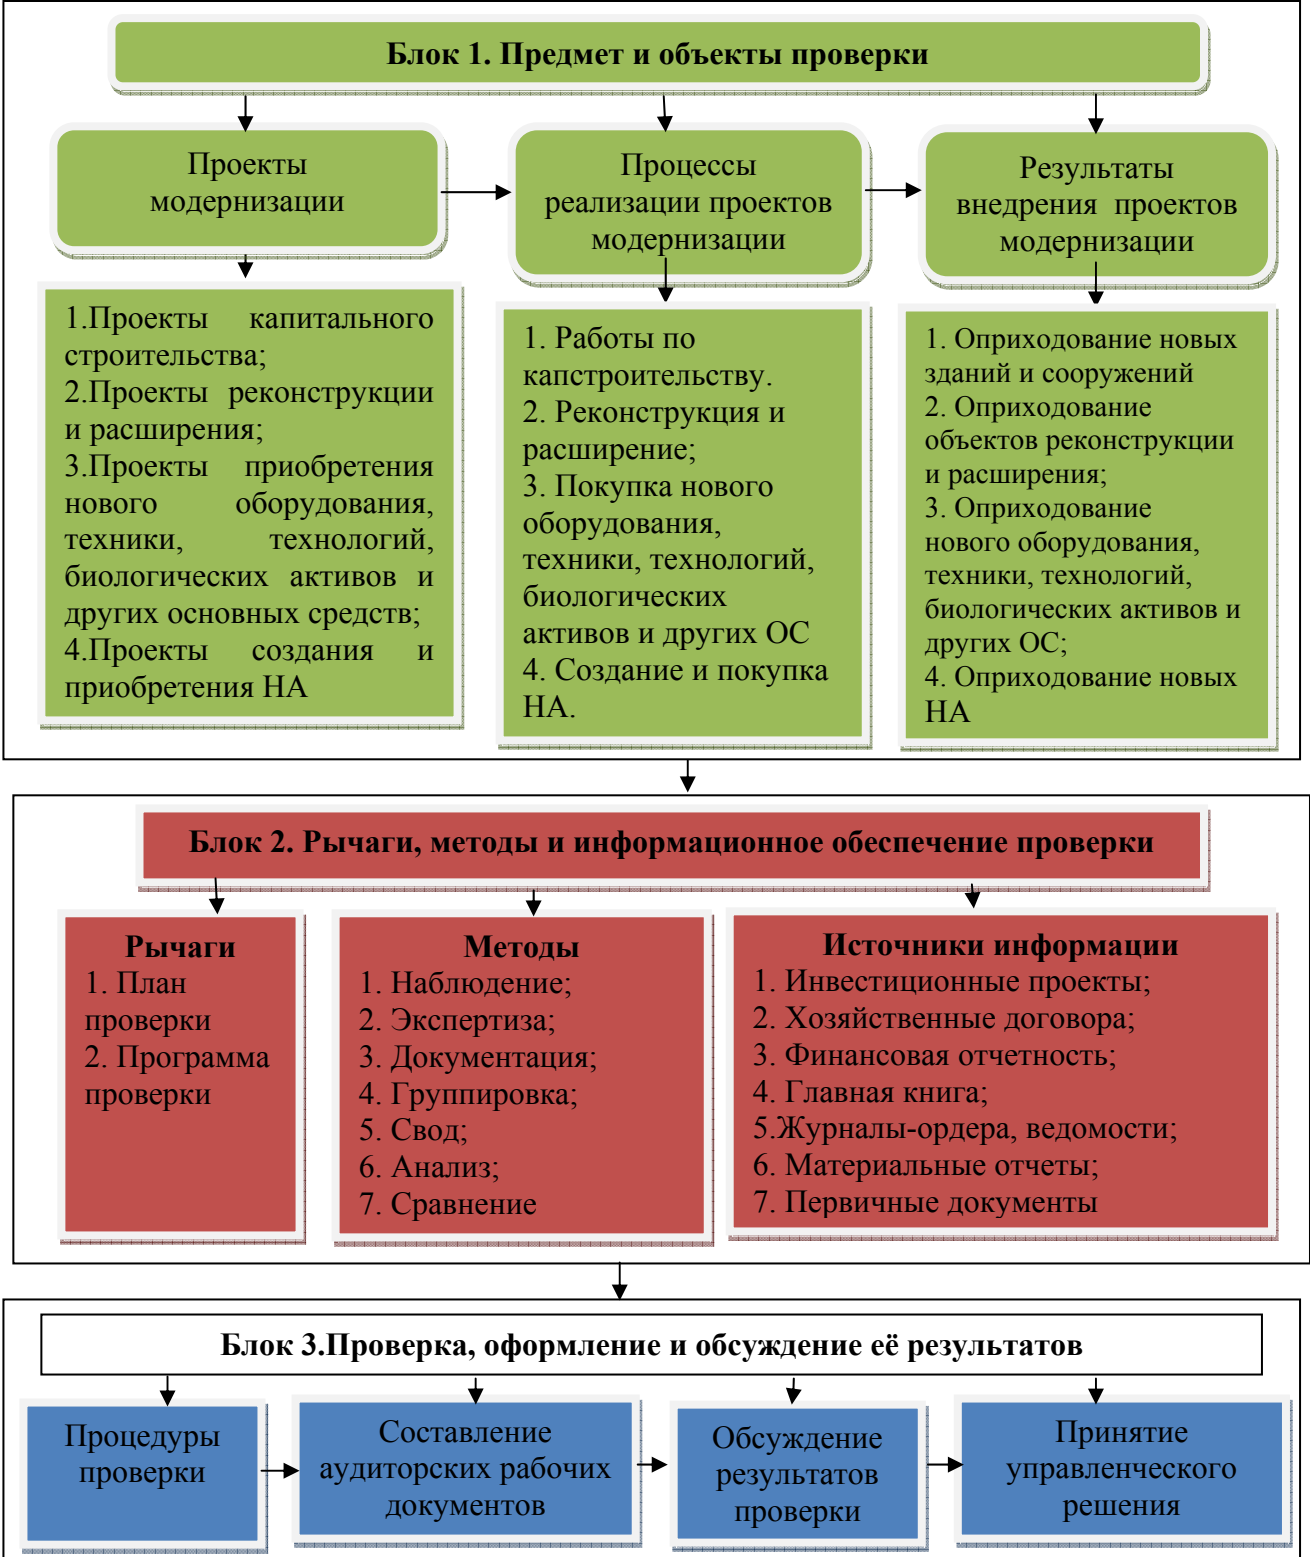 Блок 1. Предмет и объекты проверки
Проекты
модернизации
Процессы
реализации проектов
модернизации
Результаты
внедрения проектов
модернизации
1.Проекты капитального
строительства;
2.Проекты реконструкции
и расширения;
3.Проекты приобретения
нового оборудования,
техники, технологий,
биологических активов и
других основных средств;
4.Проекты создания и
приобретения НА
1. Работы по
капстроительству.
2. Реконструкция и
расширение;
3. Покупка нового
оборудования,
техники, технологий,
биологических
активов и других ОС
4. Создание и покупка
НА.
1. Оприходование новых
зданий и сооружений
2. Оприходование
объектов реконструкции
и расширения;
3. Оприходование
нового оборудования,
техники, технологий,
биологических активов и
других ОС;
4. Оприходование новых
НА
Блок 2. Рычаги, методы и информационное обеспечение проверки
Рычаги
1. План
проверки
2. Программа
проверки
Методы
1. Наблюдение;
2. Экспертиза;
3. Документация;
4. Группировка;
5. Свод;
6. Анализ;
7. Сравнение
Источники информации
1. Инвестиционные проекты;
2. Хозяйственные договора;
3. Финансовая отчетность;
4. Главная книга;
5.Журналы-ордера, ведомости;
6. Материальные отчеты;
7. Первичные документы
Блок 3.Проверка, оформление и обсуждение её результатов
Процедуры
проверки
Составление
аудиторских рабочих
документов
Обсуждение
результатов
проверки
Принятие
управленческого
решения